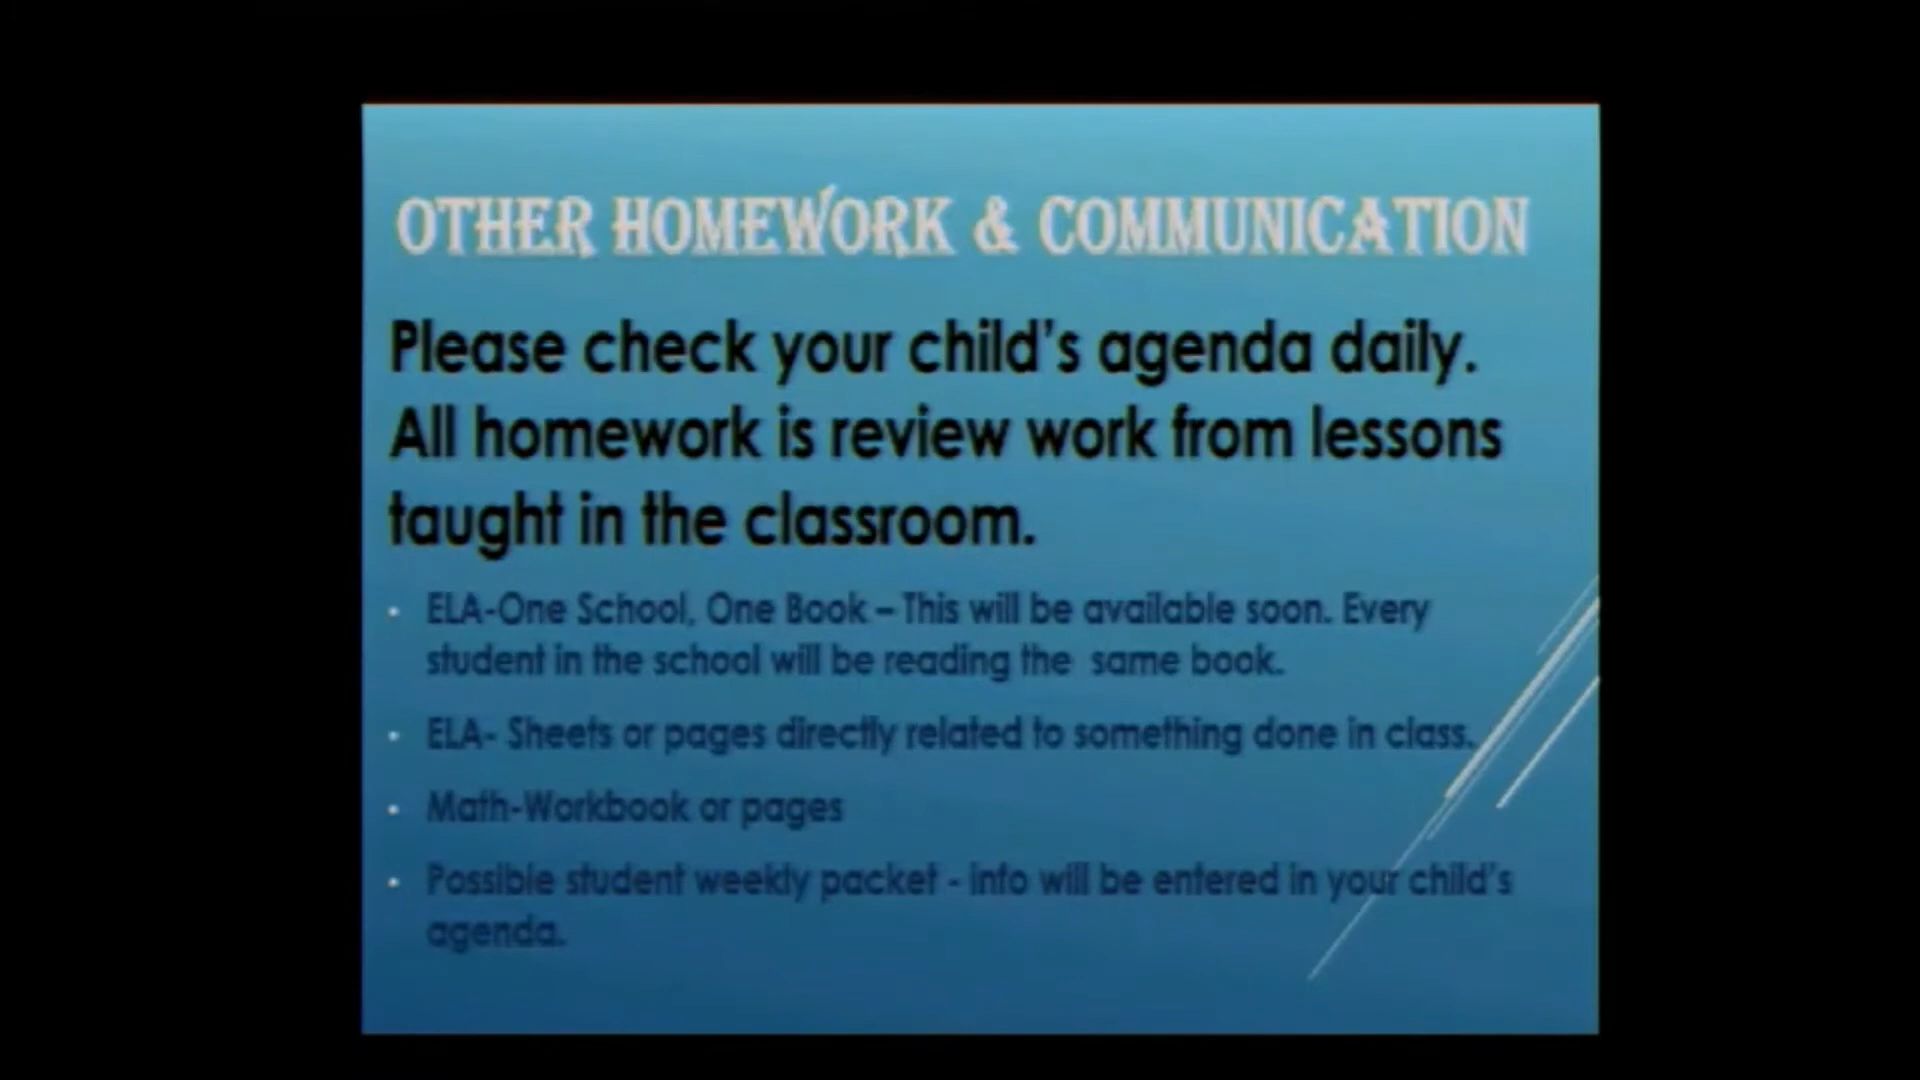 OTHER HOMEWORK & COMMUNICATION
Please check your child's agenda daily.
All homework is review work from lessons
taught in the classroom.
• ELA-One School, One Book – This will be available soon. Every
student in the school will be reading the same book.
• ELA- Sheets or pages directly related to something done in class.
• Math-Workbook or pages
• Possible student weekly packet - info will be entered in your child's
agenda.